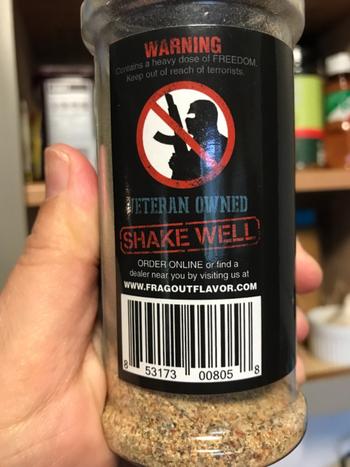 WARNING
Contains a heavy dose of FREEDOM.
Keep out of reach of terrorists.
VETERAN OWNED
SHAKE WELL
ORDER ONLINE or find a
dealer near you by visiting us at
WWW.FRAGOUTFLAVOR.COM
8 53173 00805 8